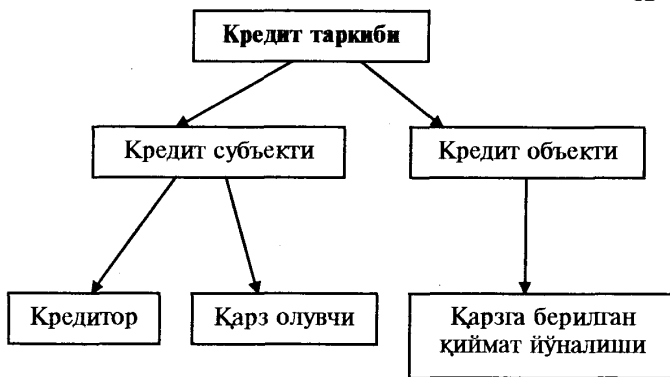 Кредит таркиби
Кредит субъекти
Кредит объекти
Кредитор
Қарз олувчи
Қарзга берилган
қиймат йўналиши